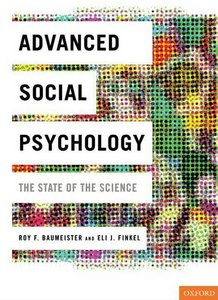 ADVANCED
SOCIAL
PSYCHOLOGY
THE STATE OF THE SCIENCE
ROY F. BAUMEISTER AND ELI J. FINKEL
OXFORD